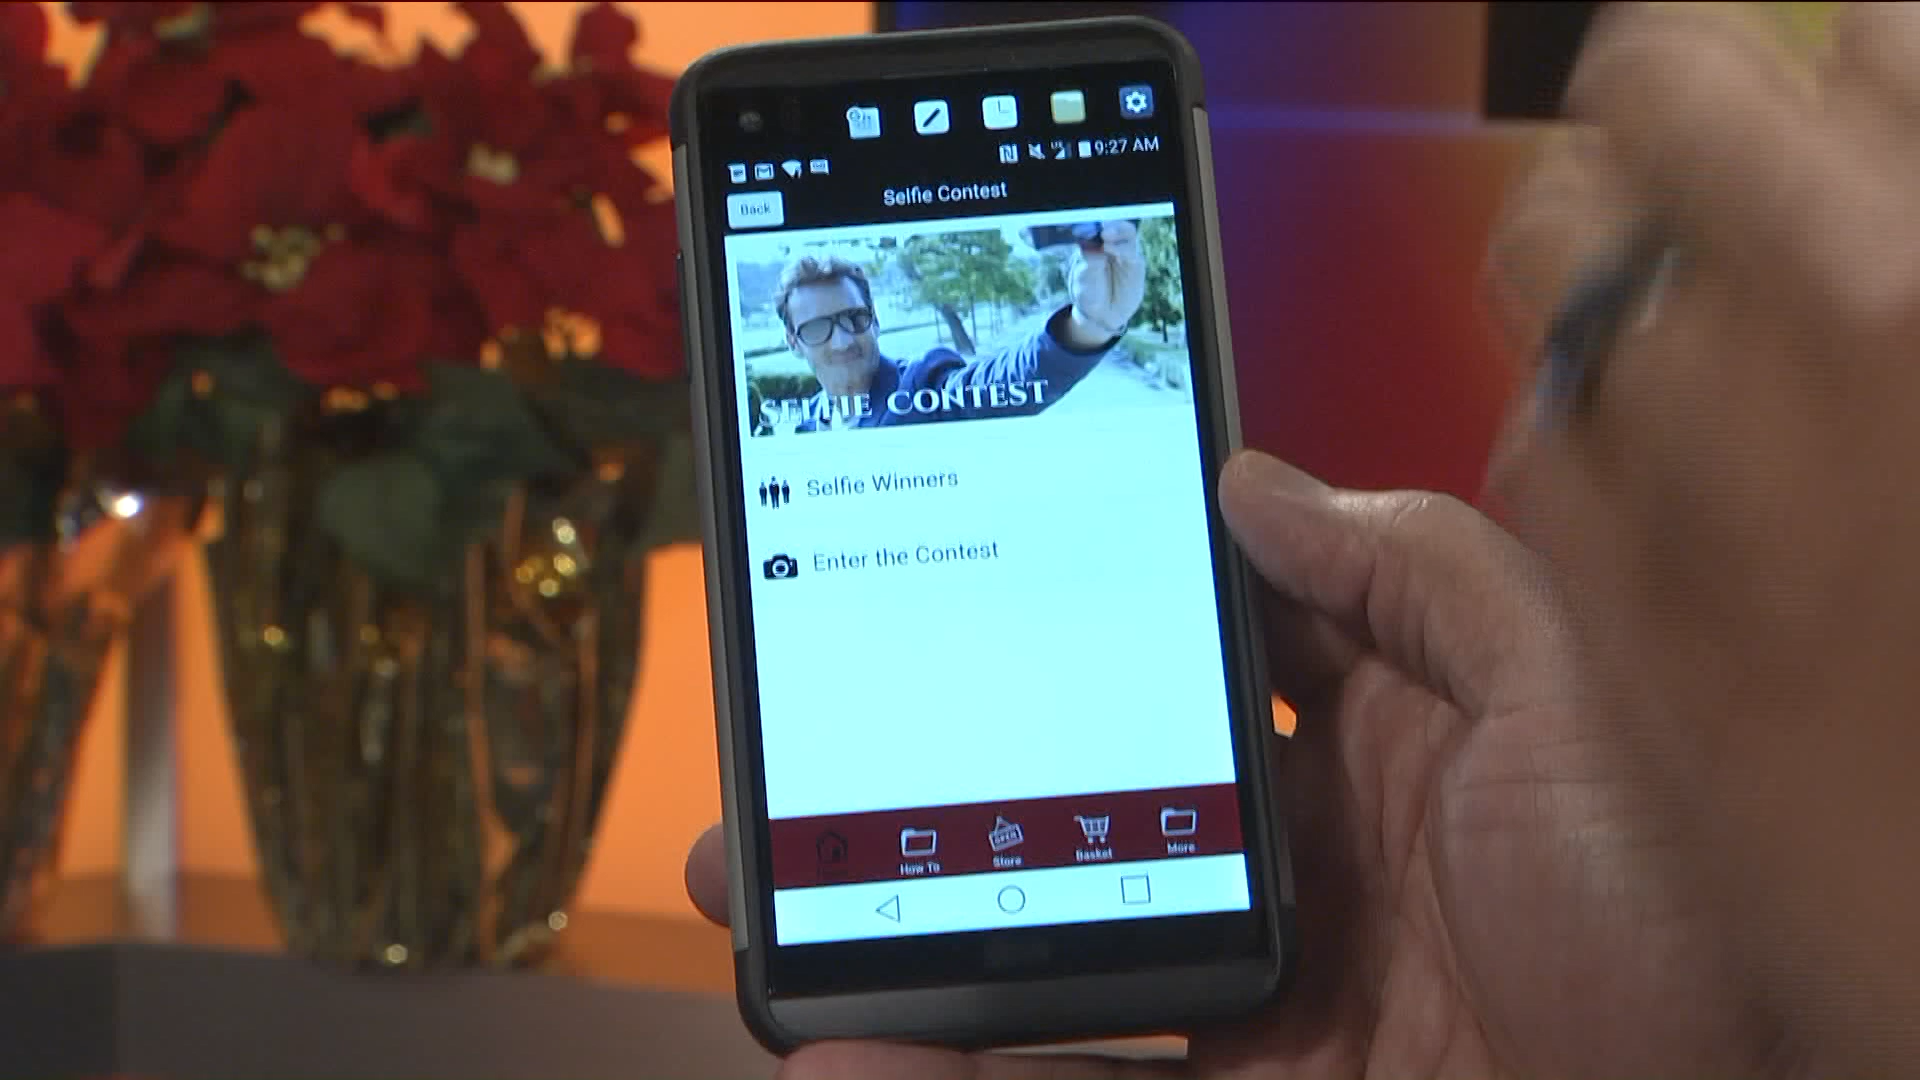 9:27 AM
Back
Selfie Contest
SELFIE CONTEST
Selfie Winners
Enter the Contest
How To
Store
Basket
More